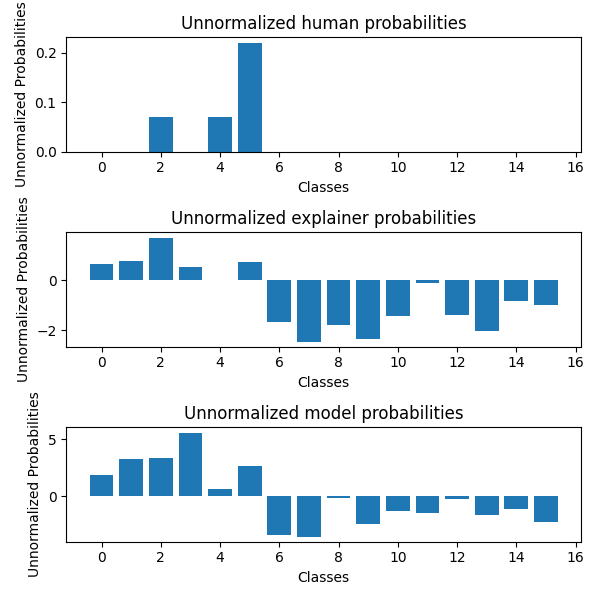 Unnormalized human probabilities
Unnormalized Probabilities
0.2
0.1
0.0
0 2 4 6 8 10 12 14 16
Classes
Unnormalized explainer probabilities
Unnormalized Probabilities
0
−2
0 2 4 6 8 10 12 14 16
Classes
Unnormalized model probabilities
Unnormalized Probabilities
5
0
0 2 4 6 8 10 12 14 16
Classes